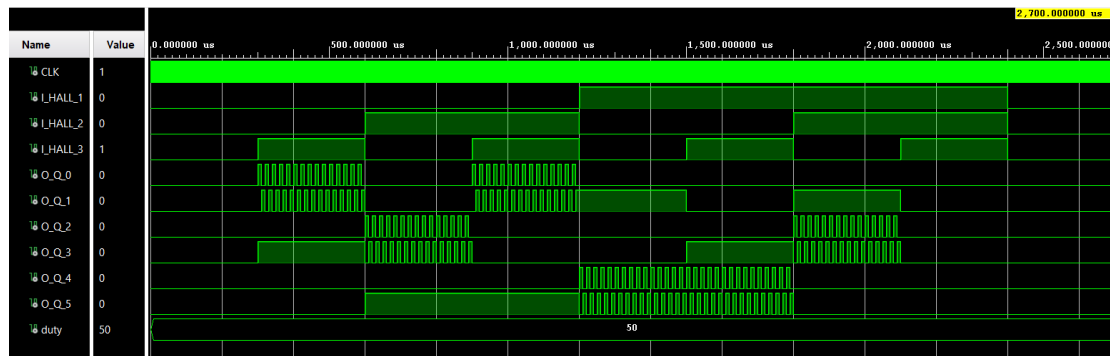 2,700.000000 us
Name Value 0.000000 us 500.000000 us 1,000.000000 us 1,500.000000 us 2,000.000000 us 2,500.000000
CLK 1
I_HALL_1 0
I_HALL_2 0
I_HALL_3 1
O_Q_0 0
O_Q_1 0
O_Q_2 0
O_Q_3 0
O_Q_4 0
O_Q_5 0
duty 50 50